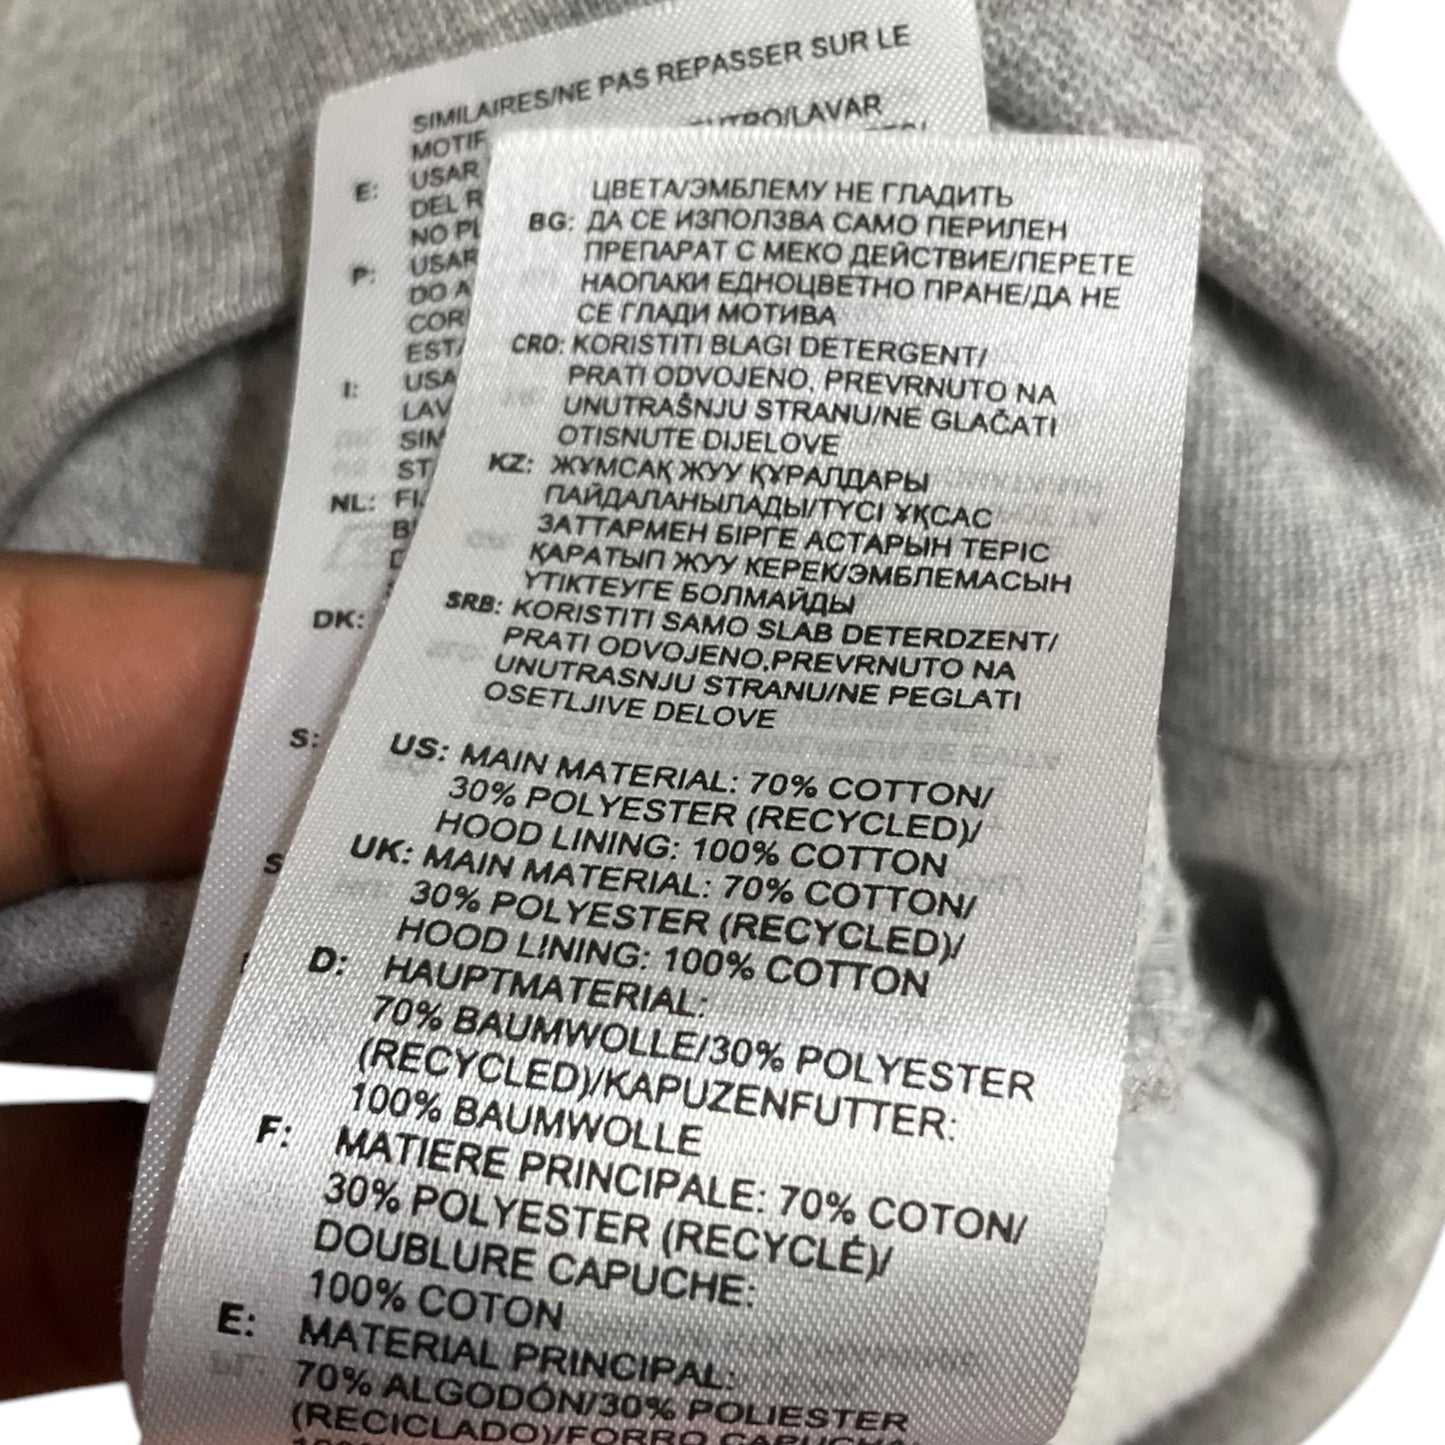 SIMILAIRES/NE PAS REPASSER SUR LE
MOTIF
E: USAR
DEL R
NO PL
P: USAR
DO A
COR
EST
I: USA
LAV
SIM
ST
NL:
DK:
S:
/LAVAR
ЦВЕТА/ЭМБЛЕМУ НЕ ГЛАДИТЬ
BG: ДА СЕ ИЗПОЛЗВА САМО ПЕРИЛЕН
ПРЕПАРАТ С МЕКО ДЕЙСТВИЕ/ПЕРЕТЕ
НАОПАКИ ЕДНОЦВЕТНО ПРАНЕ/ДА НЕ
СЕ ГЛАДИ МОТИВА
CRO: KORISTITI BLAGI DETERGENT/
PRATI ODVOJENO, PREVRNUTO NA
UNUTRAŠNJU STRANU/NE GLAČATI
OTISNUTE DIJELOVE
KZ: ЖҰМСАҚ ЖУУ ҚҰРАЛДАРЫ
ПАЙДАЛАНЫЛАДЫ/ТҮСІ ҰҚСАС
ЗАТТАРМЕН БІРГЕ АСТАРЫН ТЕРІС
ҚАРАТЫП ЖУУ КЕРЕК/ЭМБЛЕМАСЫН
ҮТІКТЕУГЕ БОЛМАЙДЫ
SRB: KORISTITI SAMO SLAB DETERDZENT/
PRATI ODVOJENO,PREVRNUTO NA
UNUTRASNJU STRANU/NE PEGLATI
OSETLJIVE DELOVE
US: MAIN MATERIAL: 70% COTTON/
30% POLYESTER (RECYCLED)/
HOOD LINING: 100% COTTON
UK: MAIN MATERIAL: 70% COTTON/
30% POLYESTER (RECYCLED)/
HOOD LINING: 100% COTTON
D: HAUPTMATERIAL:
70% BAUMWOLLE/30% POLYESTER
(RECYCLED)/KAPUZENFUTTER:
100% BAUMWOLLE
F: MATIERE PRINCIPALE: 70% COTON/
30% POLYESTER (RECYCLÉ)/
DOUBLURE CAPUCHE:
100% COTON
E: MATERIAL PRINCIPAL:
70% ALGODÓN/30% POLIESTER
(RECICLADO)/FORRO CAPUCHA: